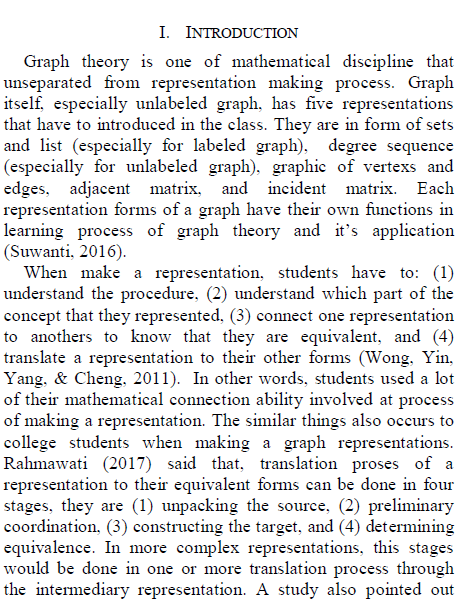 I. INTRODUCTION
Graph theory is one of mathematical discipline that
unseparated from representation making process. Graph
itself, especially unlabeled graph, has five representations
that have to introduced in the class. They are in form of sets
and list (especially for labeled graph), degree sequence
(especially for unlabeled graph), graphic of vertexs and
edges, adjacent matrix, and incident matrix. Each
representation forms of a graph have their own functions in
learning process of graph theory and it's application
(Suwanti, 2016).
When make a representation, students have to: (1)
understand the procedure, (2) understand which part of the
concept that they represented, (3) connect one representation
to anothers to know that they are equivalent, and (4)
translate a representation to their other forms (Wong, Yin,
Yang, & Cheng, 2011). In other words, students used a lot
of their mathematical connection ability involved at process
of making a representation. The similar things also occurs to
college students when making a graph representations.
Rahmawati (2017) said that, translation proses of a
representation to their equivalent forms can be done in four
stages, they are (1) unpacking the source, (2) preliminary
coordination, (3) constructing the target, and (4) determining
equivalence. In more complex representations, this stages
would be done in one or more translation process through
the intermediary representation. A study also pointed out